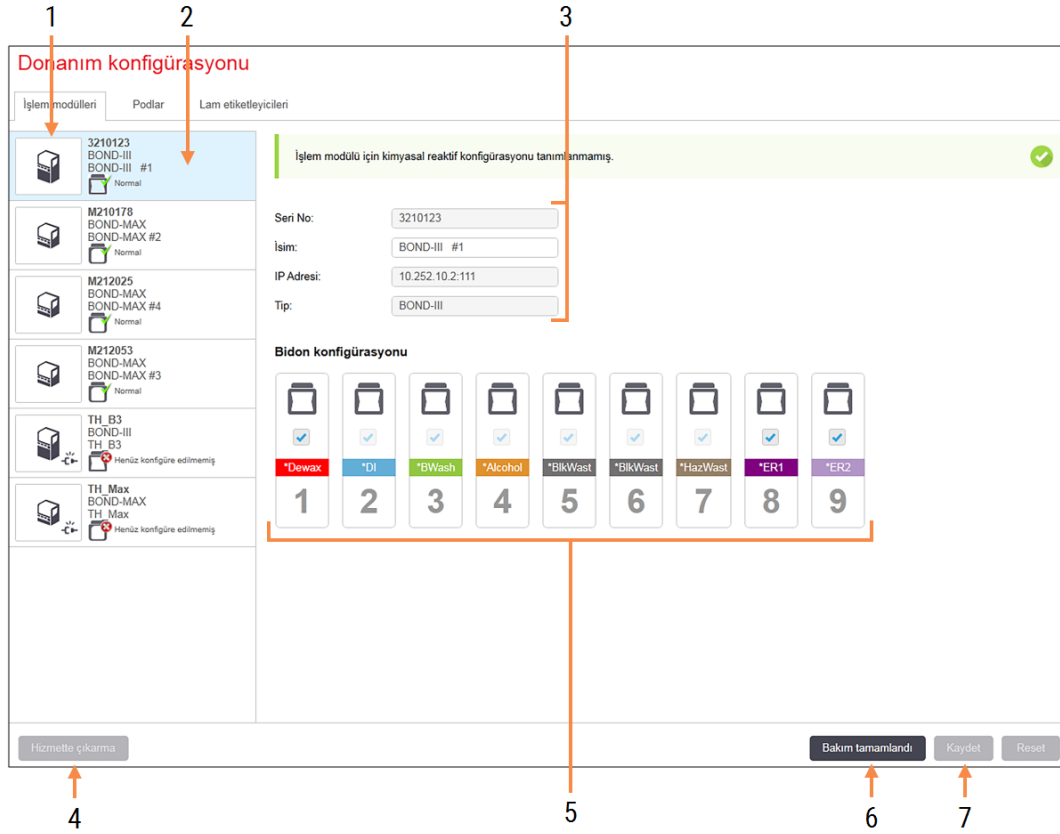 1 2 3
Donanım konfigürasyonu
İşlem modülleri Podlar Lam etiketleyicileri
3210123
BOND-III
BOND-III #1
Normal
M210178
BOND-MAX
BOND-MAX #2
Normal
M212025
BOND-MAX
BOND-MAX #4
Normal
M212053
BOND-MAX
BOND-MAX #3
Normal
TH_B3
BOND-III
TH_B3
Henüz konfigüre edilmemiş
TH_Max
BOND-MAX
TH_Max
Henüz konfigüre edilmemiş
İşlem modülü için kimyasal reaktif konfigürasyonu tanımlanmamış.
Seri No: 3210123
İsim: BOND-III #1
IP Adresi: 10.252.10.2:111
Tip: BOND-III
Bidon konfigürasyonu
*Dewax *DI *BWash *Alcohol *BlkWast *BlkWast *HazWast *ER1 *ER2
1 2 3 4 5 6 7 8 9
Hizmette çıkarma Bakım tamamlandı Kaydet Reset
4 5 6 7